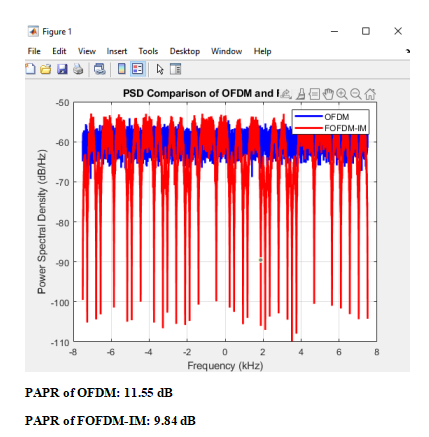 Figure 1
File Edit View Insert Tools Desktop Window Help
PSD Comparison of OFDM and
-50
OFDM
FOFDM-IM
-60
-70
-80
-90
-100
-110
Power Spectral Density (dB/Hz)
-8 -6 -4 -2 0 2 4 6 8
Frequency (kHz)
PAPR of OFDM: 11.55 dB
PAPR of FOFDM-IM: 9.84 dB